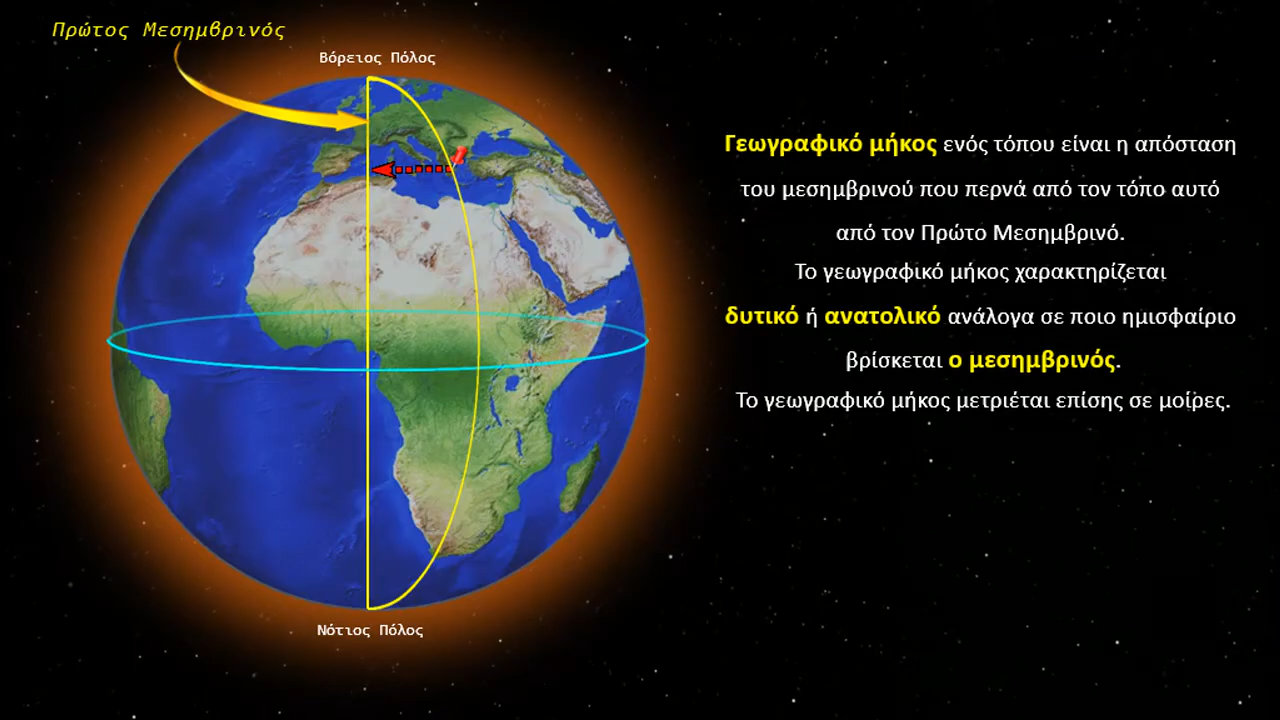 Πρώτος Μεσημβρινός
Βόρειος Πόλος
Γεωγραφικό μήκος ενός τόπου είναι η απόσταση
του μεσημβρινού που περνά από τον τόπο αυτό
από τον Πρώτο Μεσημβρινό.
Το γεωγραφικό μήκος χαρακτηρίζεται
δυτικό ή ανατολικό ανάλογα σε ποιο ημισφαίριο
βρίσκεται ο μεσημβρινός.
Το γεωγραφικό μήκος μετριέται επίσης σε μοίρες.
Νότιος Πόλος